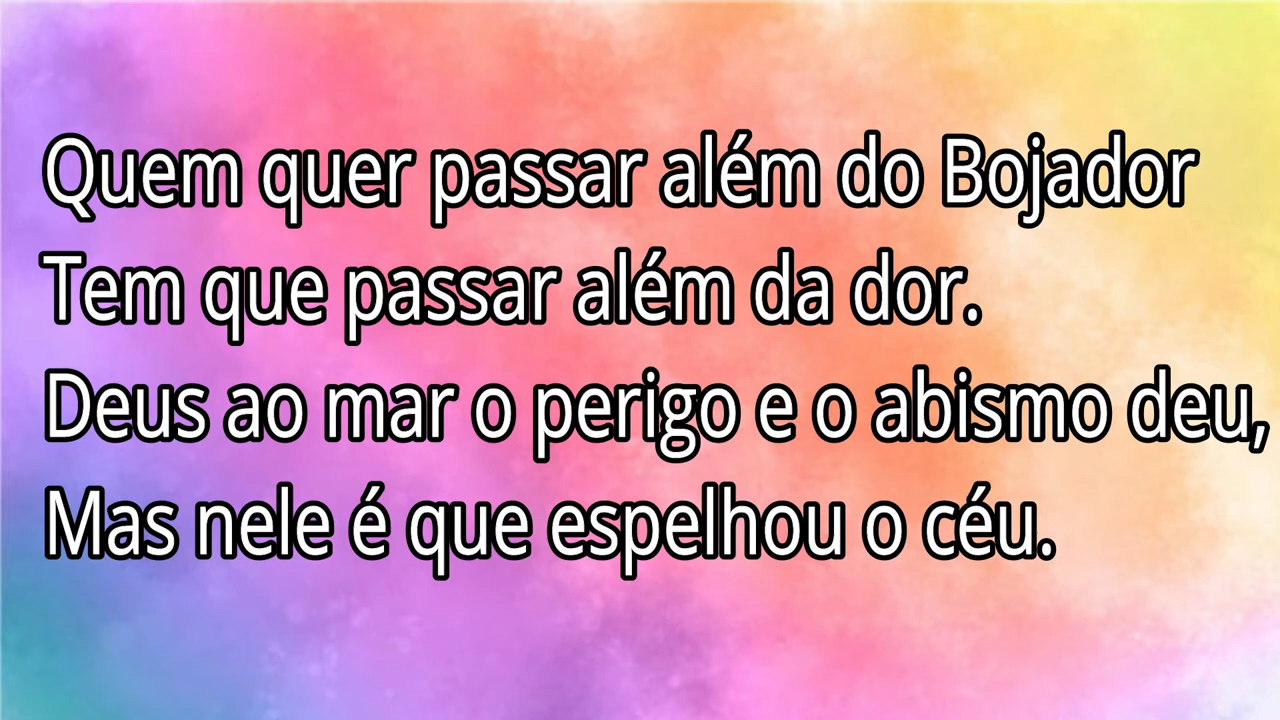 Quem quer passar além do Bojador
Tem que passar além da dor.
Deus ao mar o perigo e o abismo deu,
Mas nele é que espelhou o céu.